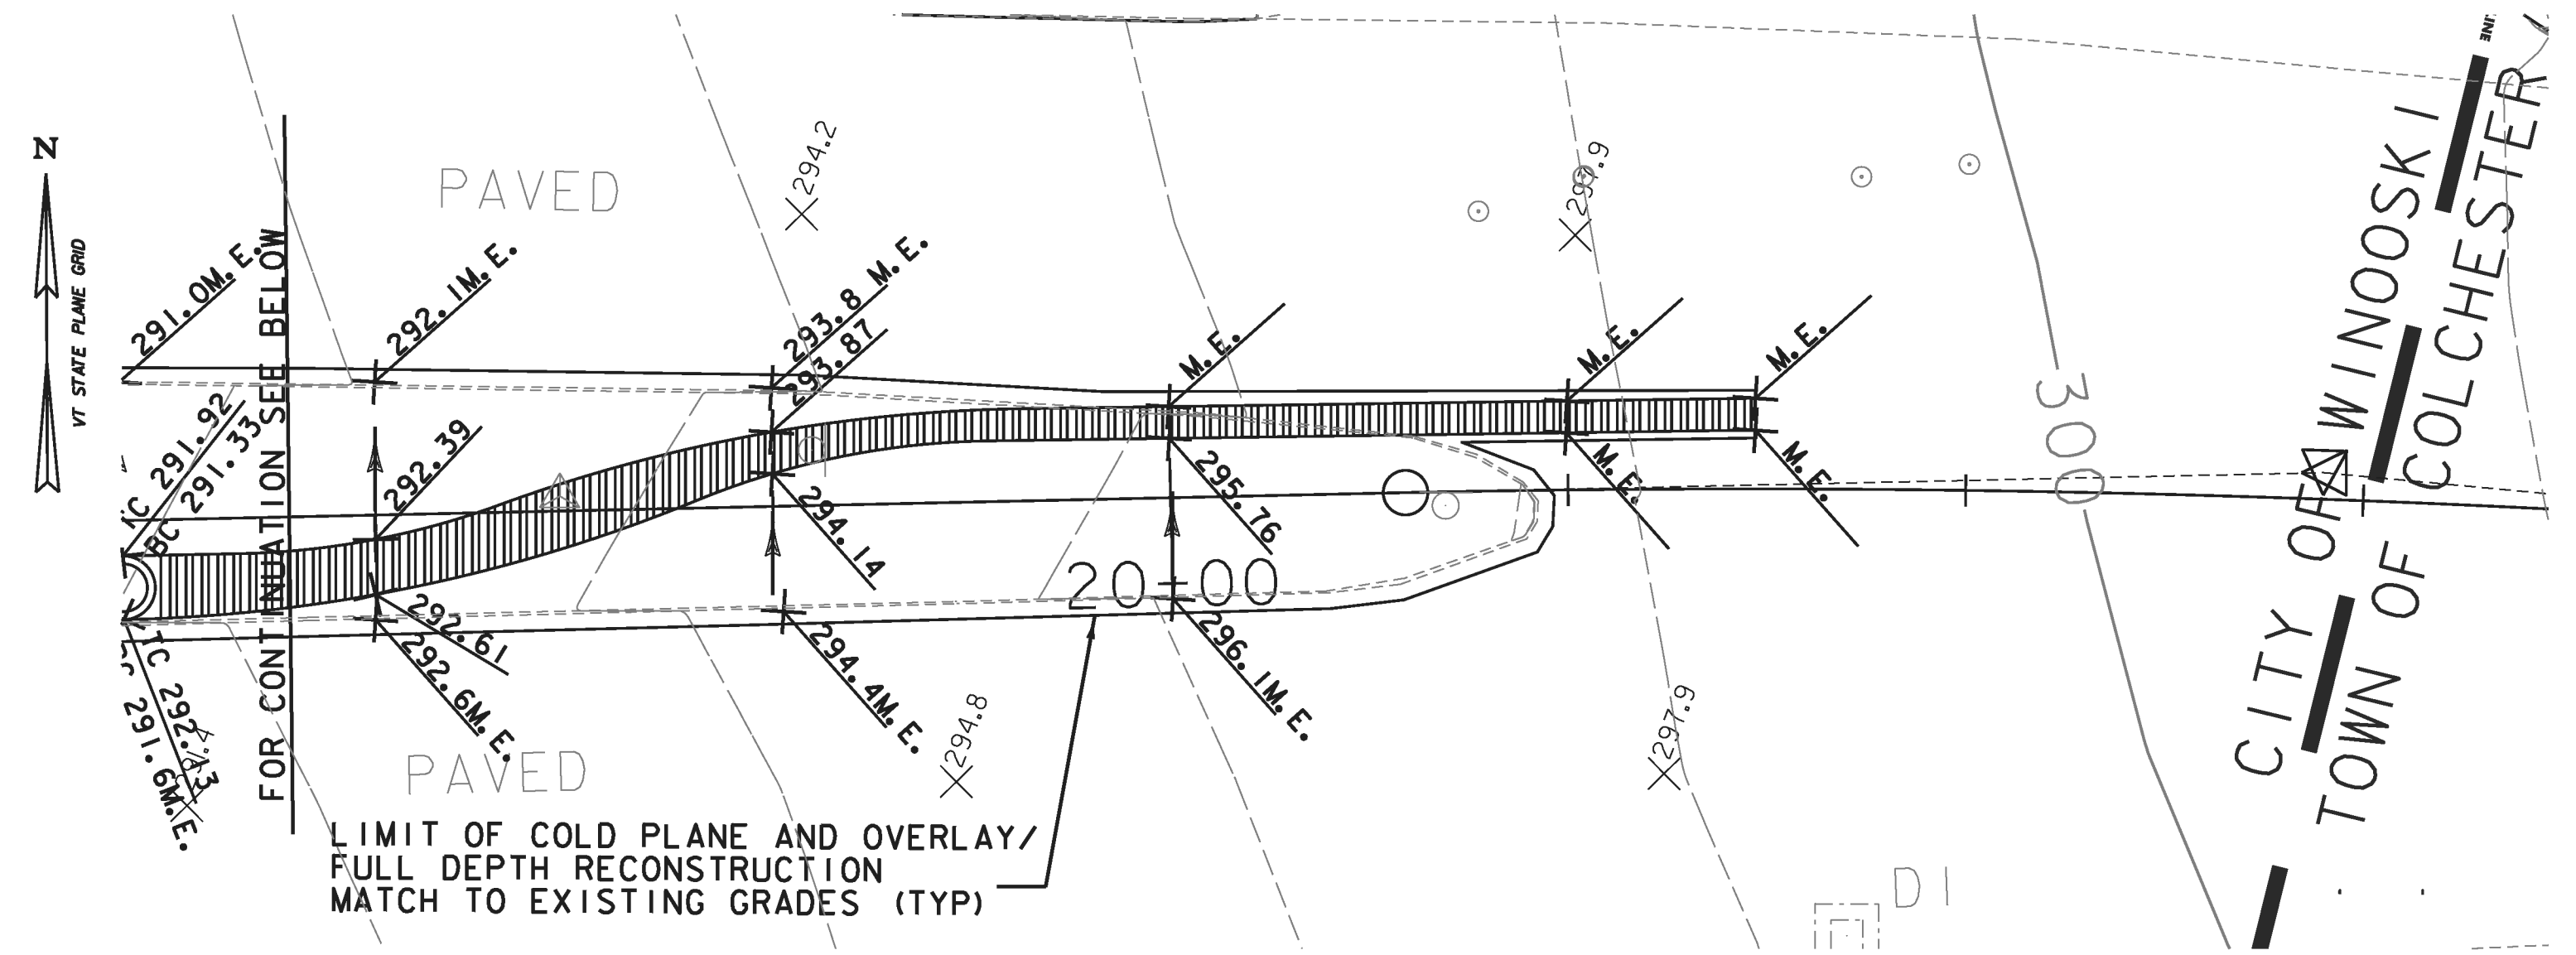 INE
N
VT STATE PLANE GRID
PAVED
294.2
297.9
291.0M.E.
292.1M.E.
293.8 M.E.
293.87
M.E.
M.E.
M.E.
FOR CONTINUATION SEE BELOW
TC 291.92
BC 291.33
292.39
294.14
295.76
M.E.
M.E.
300
CITY OF WINOOSKI
TOWN OF COLCHESTER
20+00
292.61
292.6M.E.
294.4M.E.
296.1M.E.
TC 292.13
291.6M.E.
294.8
297.9
PAVED
LIMIT OF COLD PLANE AND OVERLAY/
FULL DEPTH RECONSTRUCTION
MATCH TO EXISTING GRADES (TYP)
DI